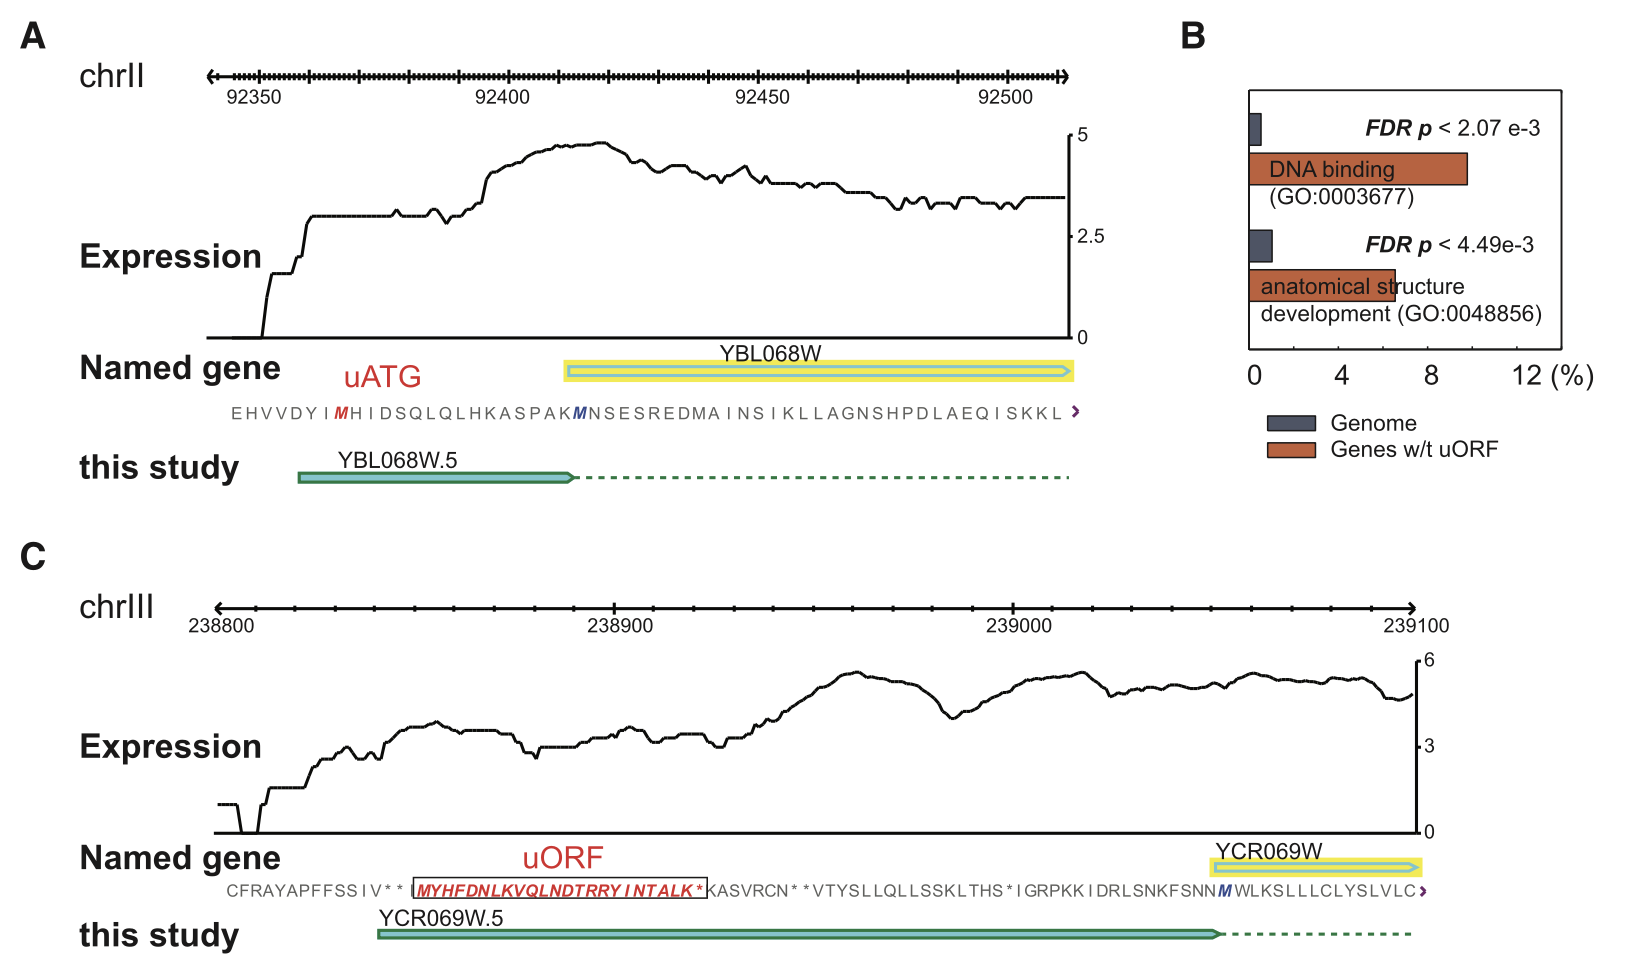 A
chrII
92350 92400 92450 92500
5
Expression
2.5
0
YBL068W
Named gene
uATG
EHVVDYIMHIDSQLQLHKASPAKMNSESREDMAINSIKLLAGNSHPDLAEQISKKL
YBL068W.5
this study
B
FDR p < 2.07 e-3
DNA binding
(GO:0003677)
FDR p < 4.49e-3
anatomical structure
development (GO:0048856)
0 4 8 12 (%)
Genome
Genes w/t uORF
C
chrIII
238800 238900 239000 239100
6
Expression
3
0
YCR069W
Named gene
uORF
CFRAYAPFFSSIV**IMYHFDNLKVQLNDTRRYINTALK*KASVRCN**VTYSLLQLLSSKLTHS*IGRPKKIDRLSNKFSNNMWLKSLLLCLYSLVLC
YCR069W.5
this study